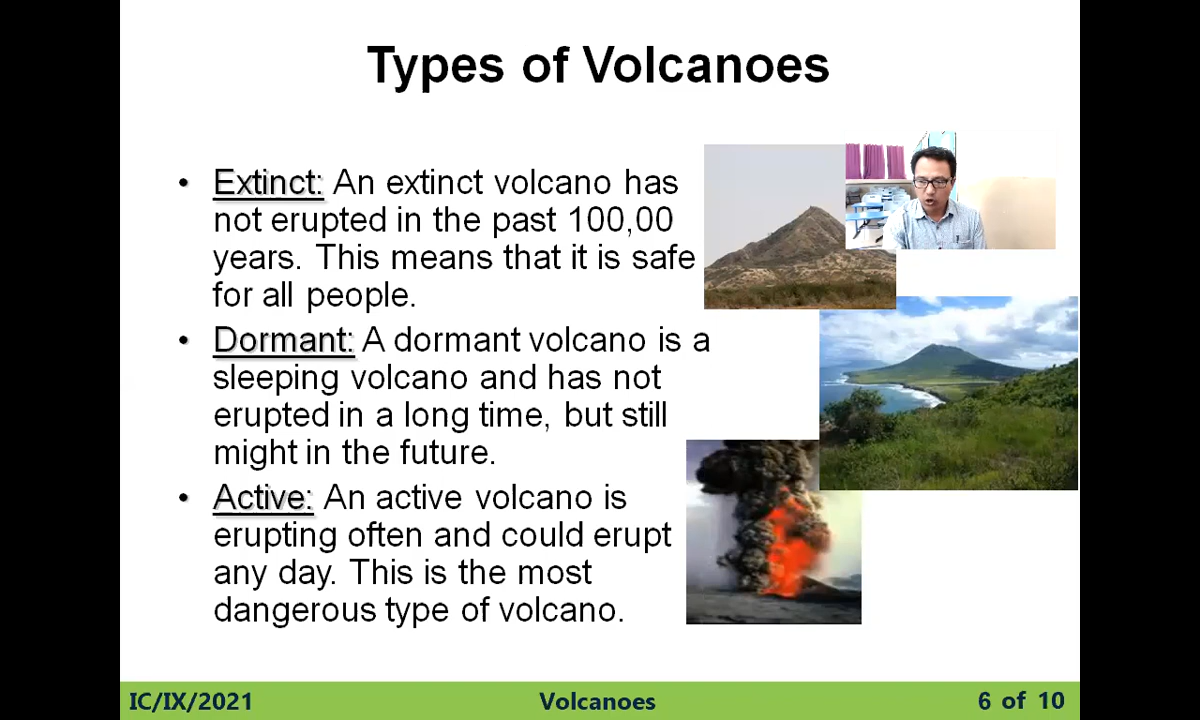 Types of Volcanoes
• Extinct: An extinct volcano has
not erupted in the past 100,00
years. This means that it is safe
for all people.
• Dormant: A dormant volcano is a
sleeping volcano and has not
erupted in a long time, but still
might in the future.
• Active: An active volcano is
erupting often and could erupt
any day. This is the most
dangerous type of volcano.
IC/IX/2021 Volcanoes 6 of 10